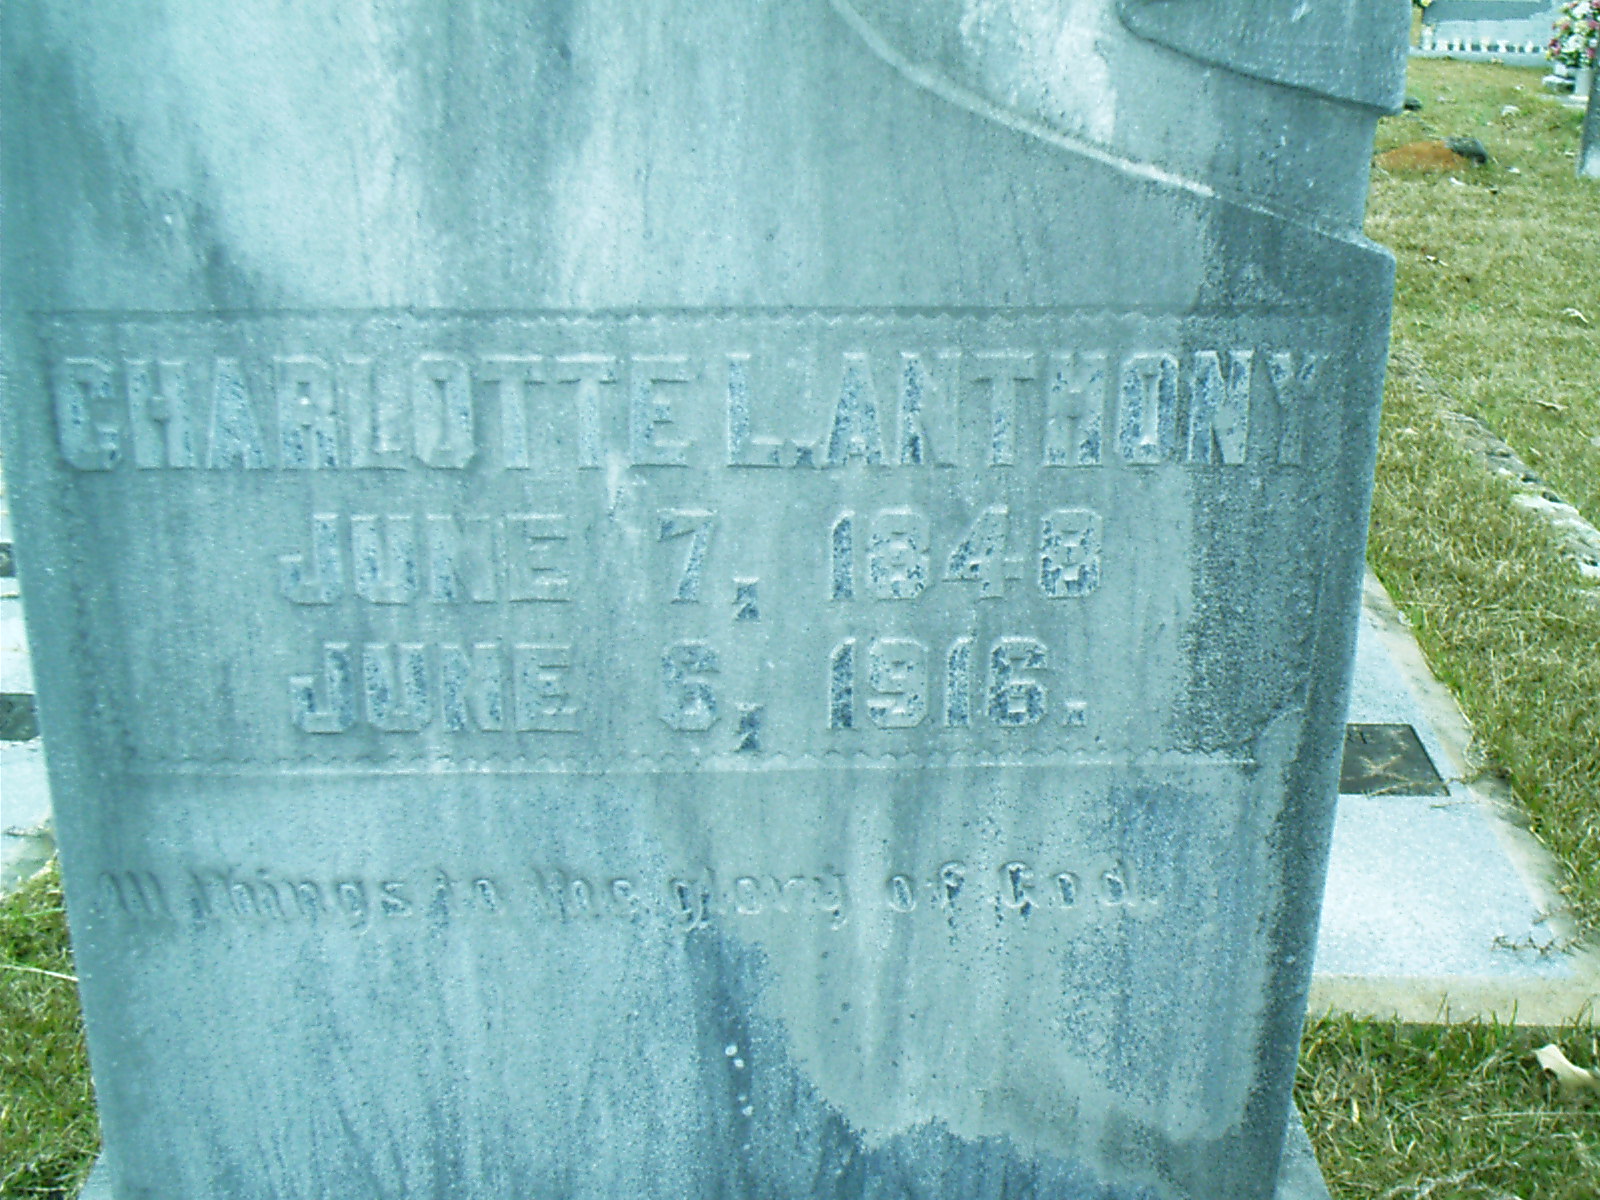 CHARLOTTE L. ANTHONY
JUNE 7, 1848
JUNE 6, 1916.
All things to the glory of God.